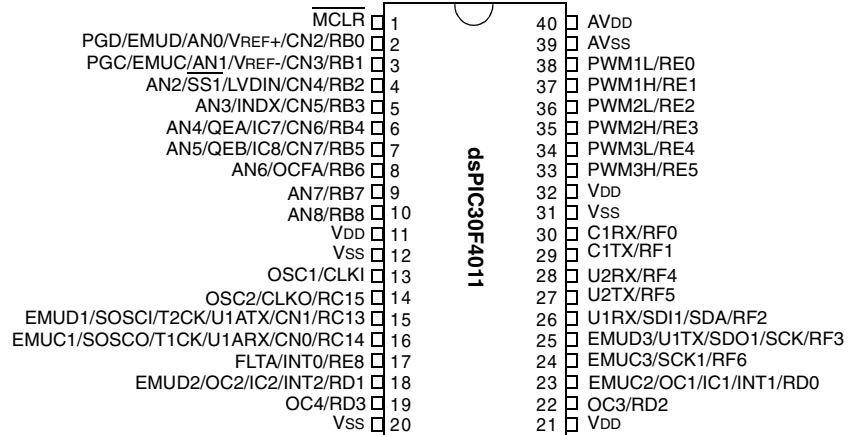 MCLR 1
PGD/EMUD/AN0/VREF+/CN2/RB0 2
PGC/EMUC/AN1/VREF-/CN3/RB1 3
AN2/SS1/LVDIN/CN4/RB2 4
AN3/INDX/CN5/RB3 5
AN4/QEA/IC7/CN6/RB4 6
AN5/QEB/IC8/CN7/RB5 7
AN6/OCFA/RB6 8
AN7/RB7 9
AN8/RB8 10
VDD 11
VSS 12
OSC1/CLKI 13
OSC2/CLKO/RC15 14
EMUD1/SOSCI/T2CK/U1ATX/CN1/RC13 15
EMUC1/SOSCO/T1CK/U1ARX/CN0/RC14 16
FLTA/INT0/RE8 17
EMUD2/OC2/IC2/INT2/RD1 18
OC4/RD3 19
VSS 20
dsPIC30F4011
40 AVDD
39 AVSS
38 PWM1L/RE0
37 PWM1H/RE1
36 PWM2L/RE2
35 PWM2H/RE3
34 PWM3L/RE4
33 PWM3H/RE5
32 VDD
31 VSS
30 C1RX/RF0
29 C1TX/RF1
28 U2RX/RF4
27 U2TX/RF5
26 U1RX/SDI1/SDA/RF2
25 EMUD3/U1TX/SDO1/SCK/RF3
24 EMUC3/SCK1/RF6
23 EMUC2/OC1/IC1/INT1/RD0
22 OC3/RD2
21 VDD